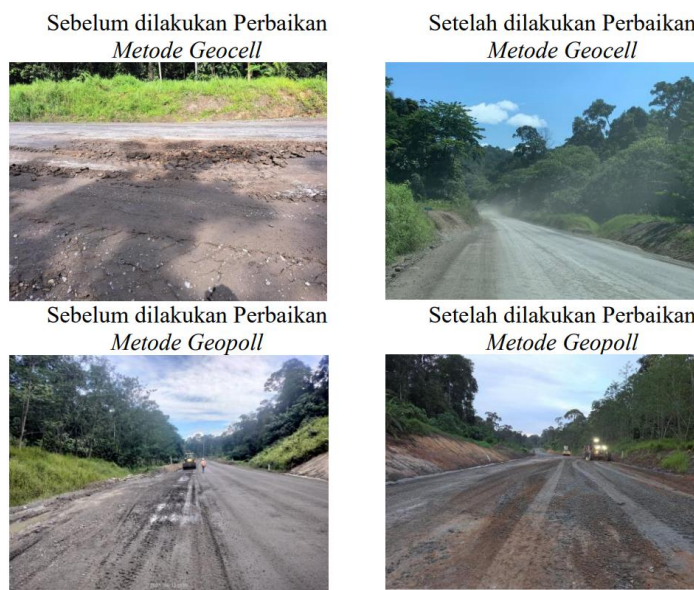 Sebelum dilakukan Perbaikan
Metode Geocell
Setelah dilakukan Perbaikan
Metode Geocell
Sebelum dilakukan Perbaikan
Metode Geopoll
Setelah dilakukan Perbaikan
Metode Geopoll